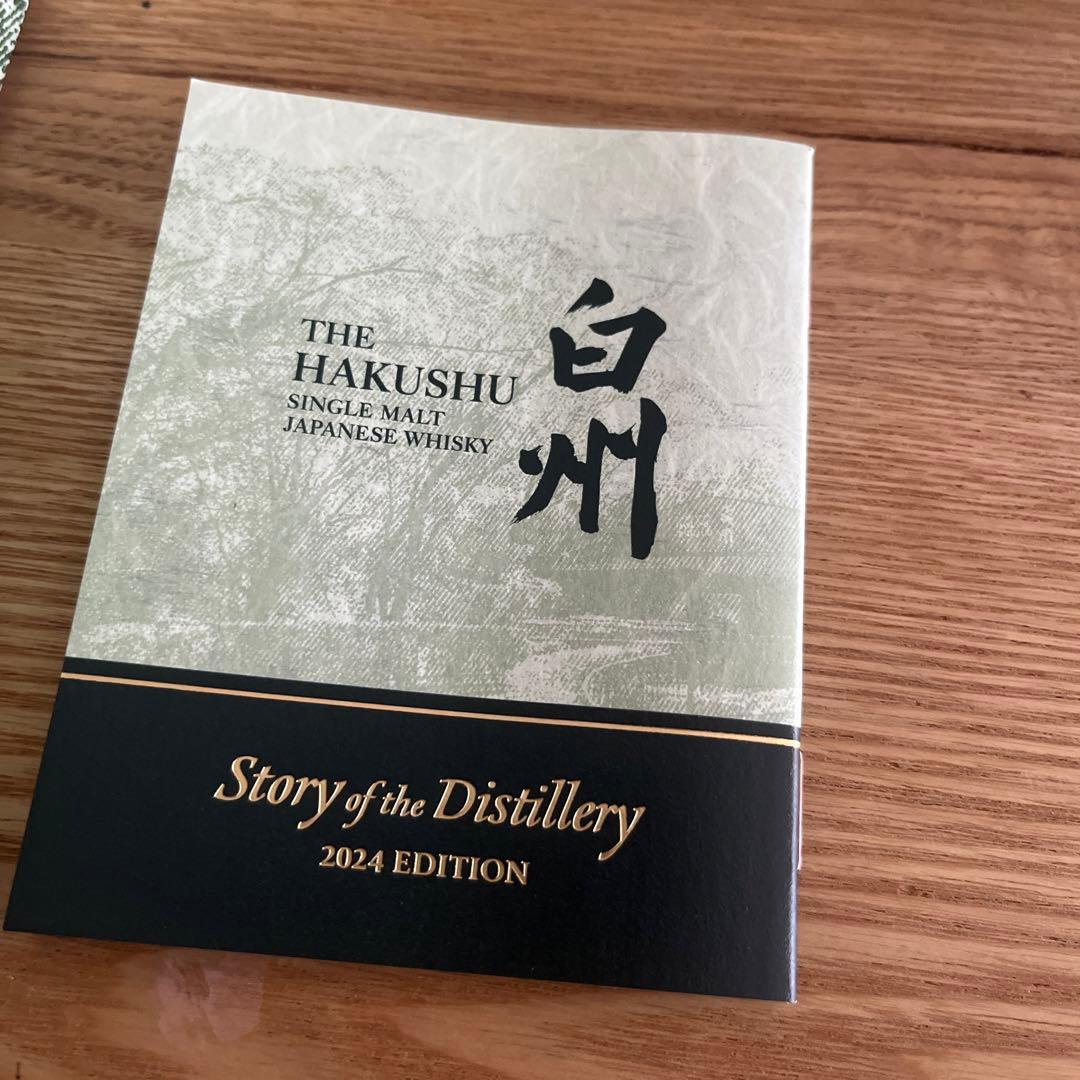 THE
HAKUSHU
SINGLE MALT
JAPANESE WHISKY
白州
Story of the Distillery
2024 EDITION